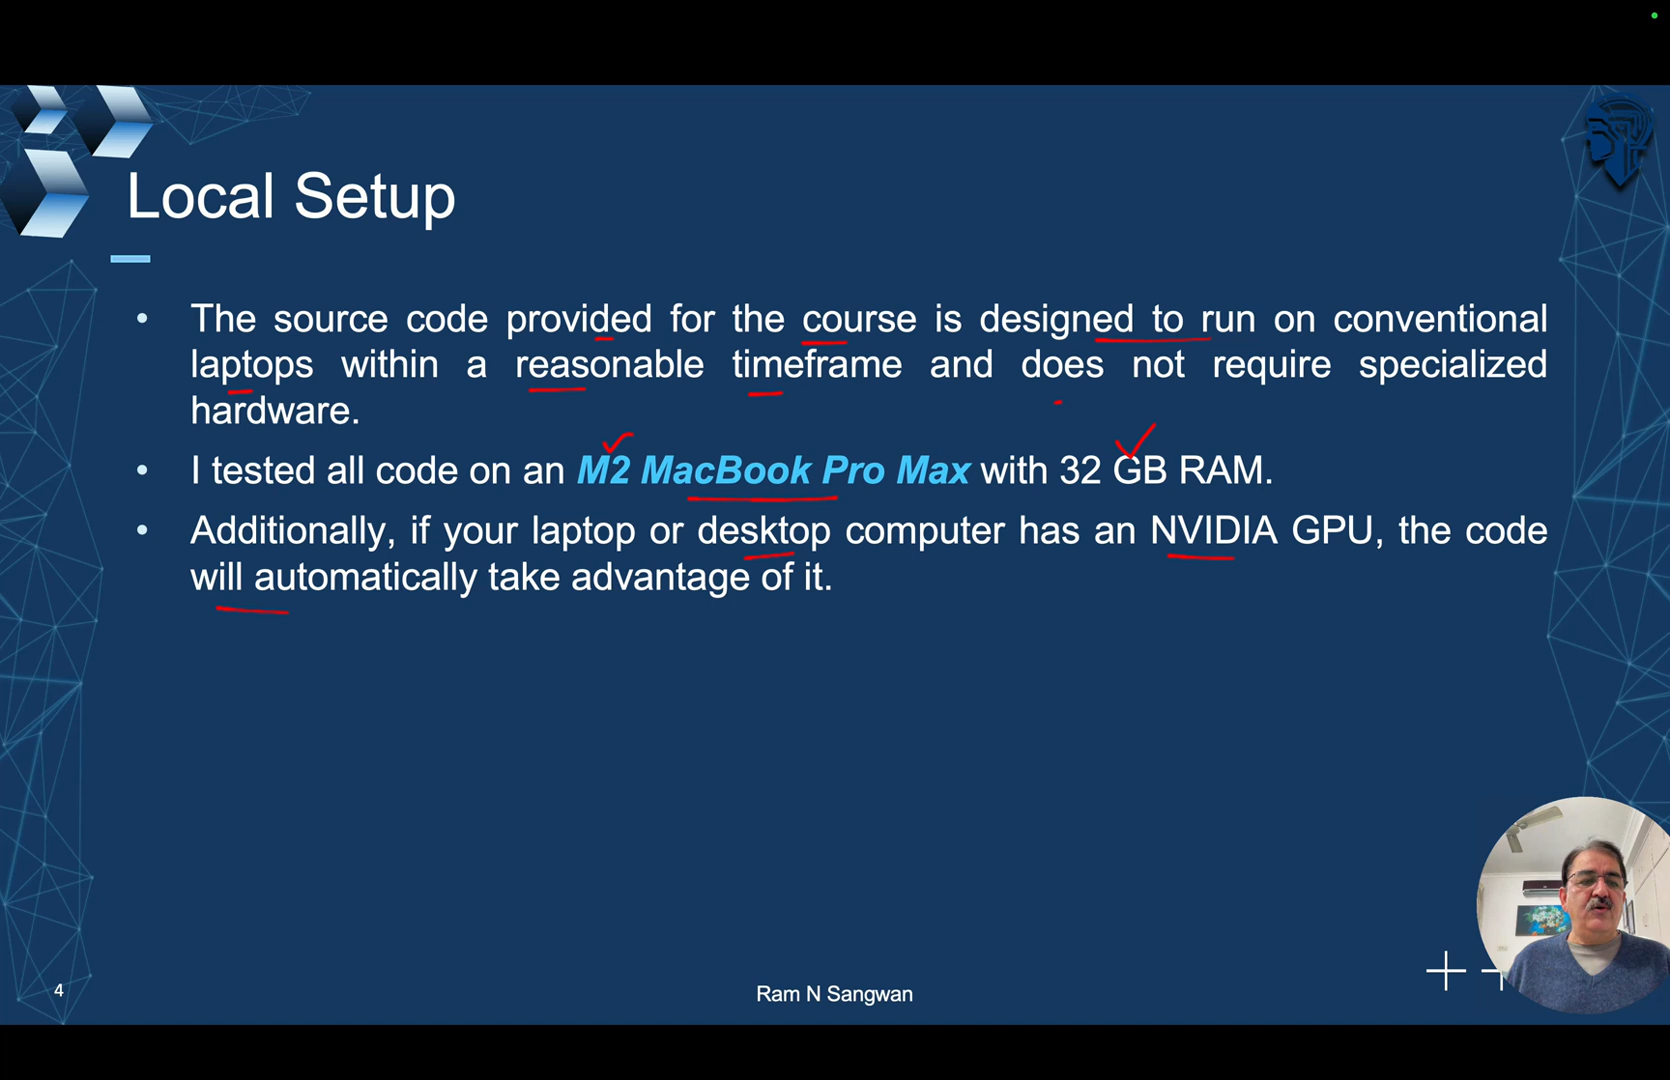 Local Setup
• The source code provided for the course is designed to run on conventional
laptops within a reasonable timeframe and does not require specialized
hardware.
• I tested all code on an M2 MacBook Pro Max with 32 GB RAM.
• Additionally, if your laptop or desktop computer has an NVIDIA GPU, the code
will automatically take advantage of it.
4
Ram N Sangwan